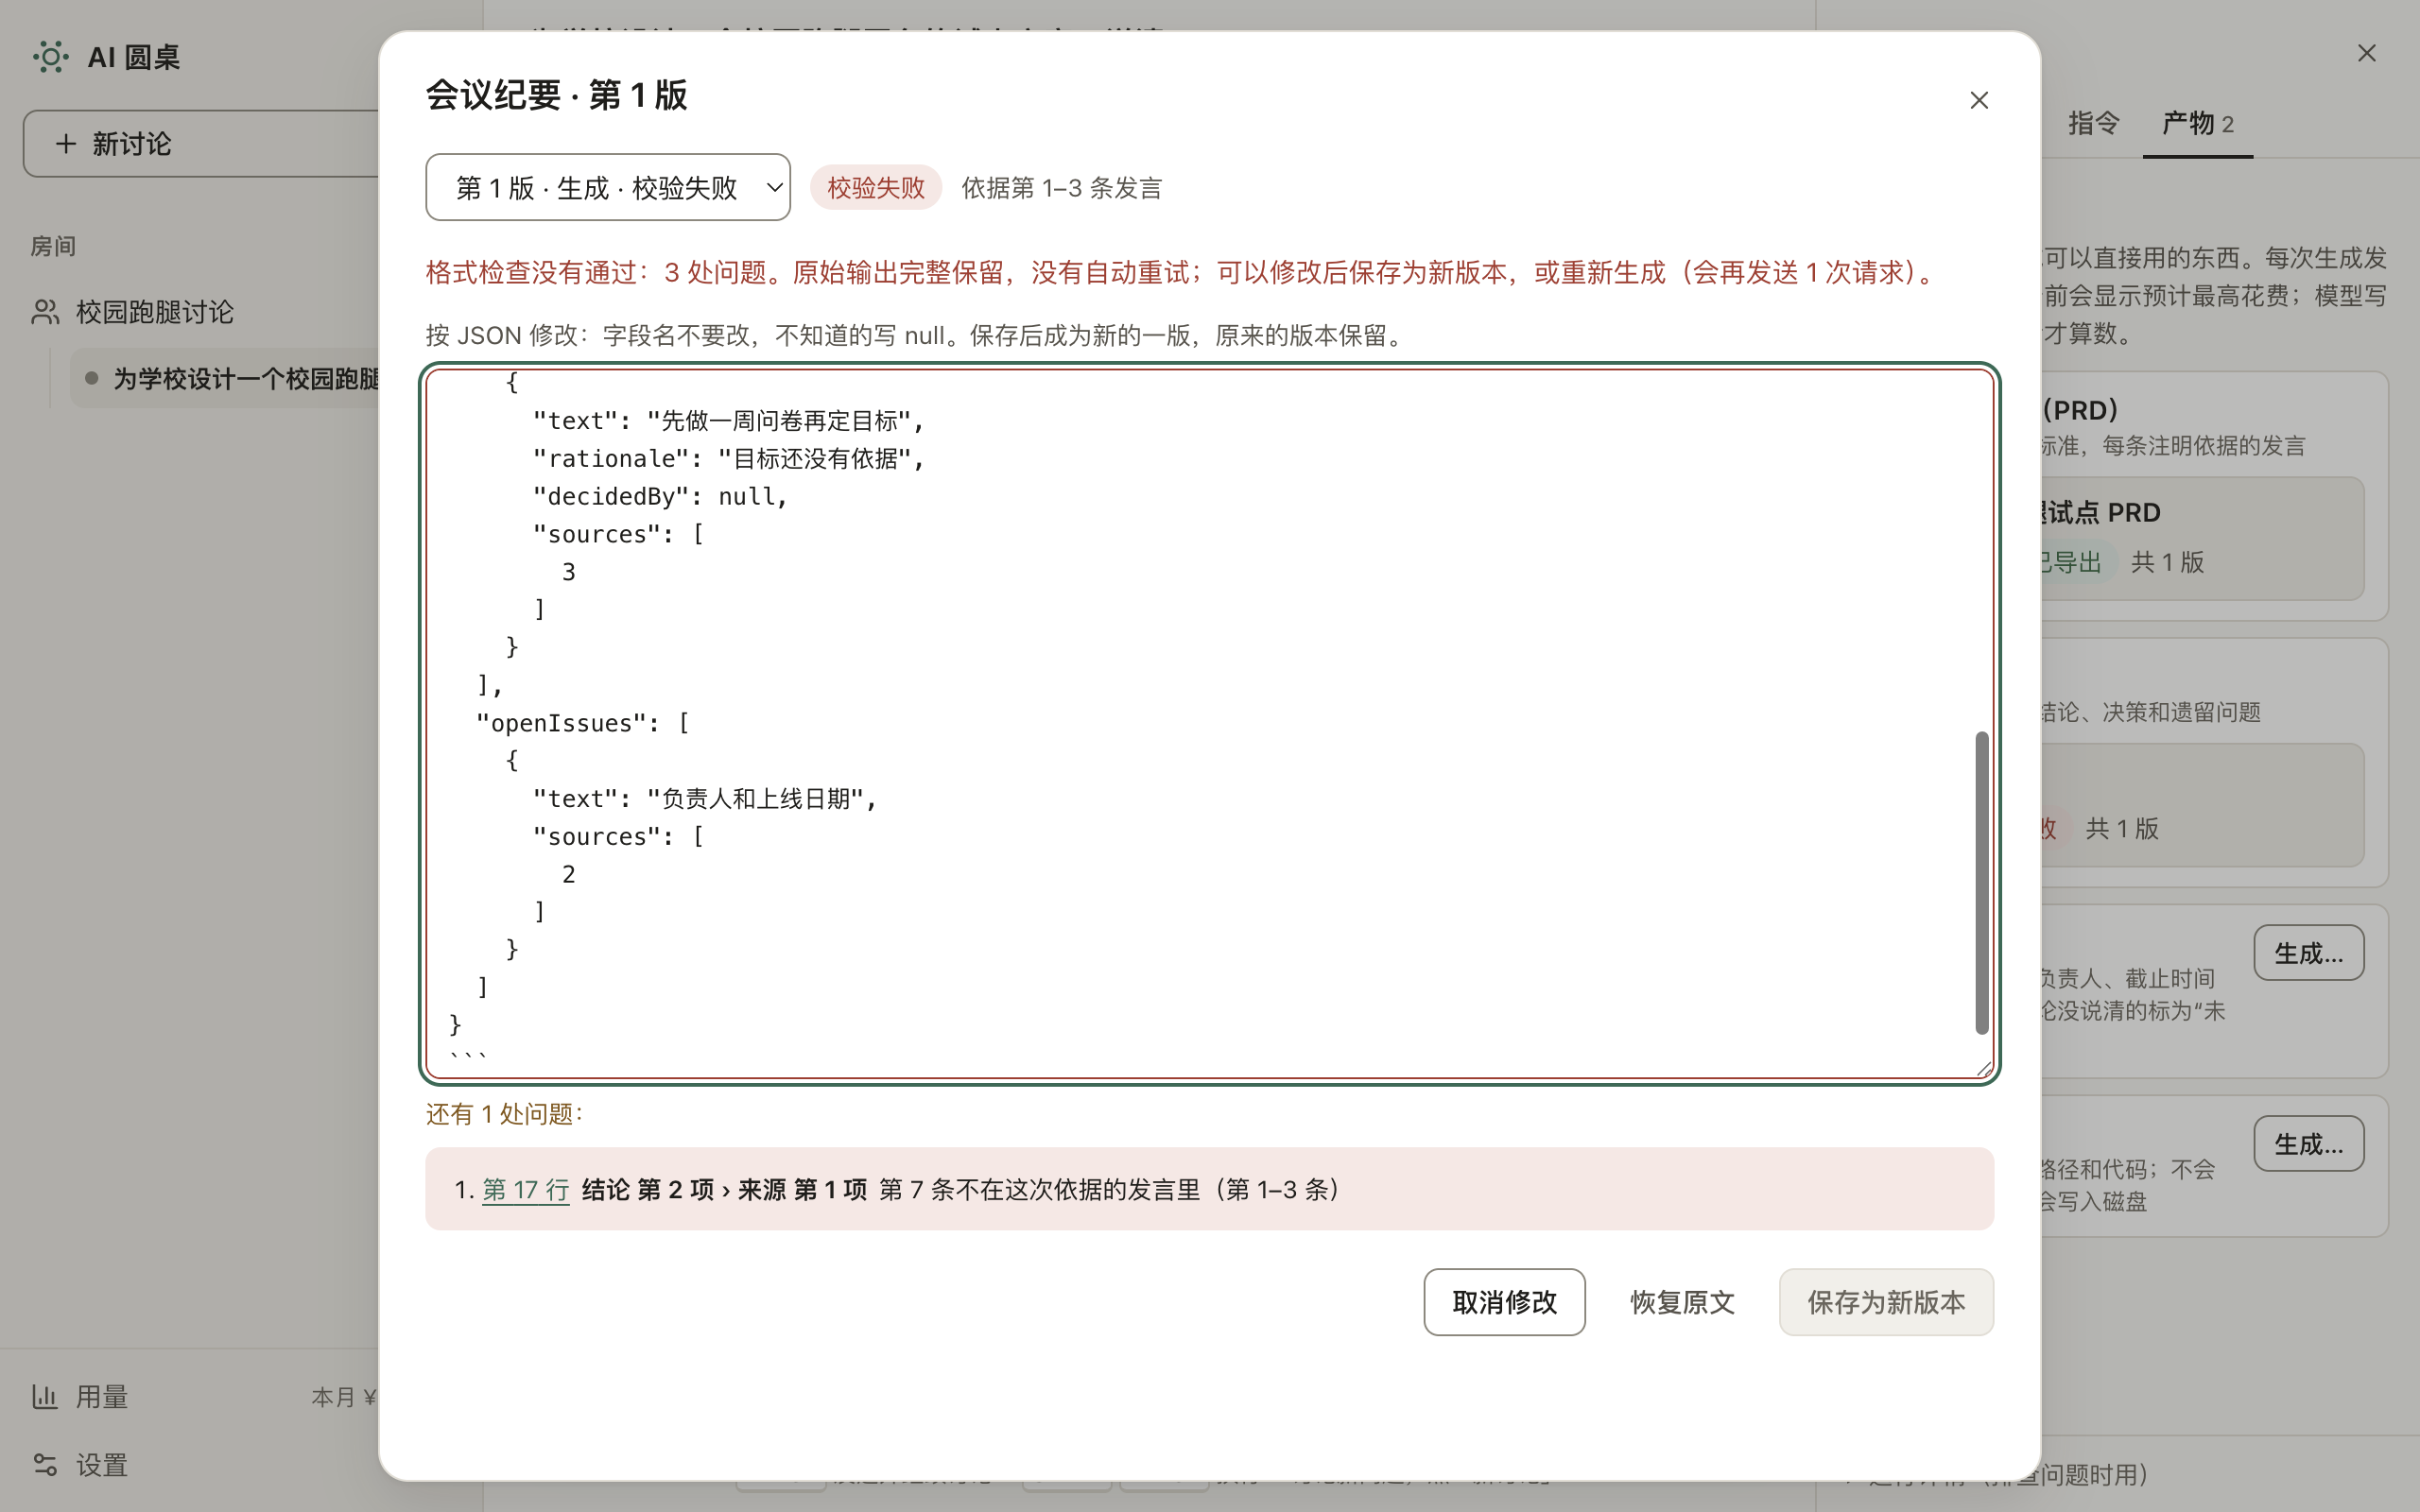 AI 圆桌
新讨论
房间
校园跑腿讨论
为学校设计一个校园跑腿
用量
本月 ¥
设置
会议纪要 · 第 1 版
第 1 版 · 生成 · 校验失败
校验失败
依据第 1–3 条发言
格式检查没有通过：3 处问题。原始输出完整保留，没有自动重试；可以修改后保存为新版本，或重新生成（会再发送 1 次请求）。
按 JSON 修改：字段名不要改，不知道的写 null。保存后成为新的一版，原来的版本保留。
{
"text": "先做一周问卷再定目标",
"rationale": "目标还没有依据",
"decidedBy": null,
"sources": [
3
]
}
],
"openIssues": [
{
"text": "负责人和上线日期",
"sources": [
2
]
}
]
}
```
还有 1 处问题：
1. 第 17 行 结论 第 2 项 › 来源 第 1 项 第 7 条不在这次依据的发言里（第 1–3 条）
取消修改
恢复原文
保存为新版本
指令
产物 2
可以直接用的东西。每次生成发
前会显示预计最高花费；模型写
才算数。
（PRD）
标准，每条注明依据的发言
试点 PRD
已导出
共 1 版
结论、决策和遗留问题
败
共 1 版
生成...
负责人、截止时间
论没说清的标为“未
生成...
路径和代码；不会
会写入磁盘
问题时用）